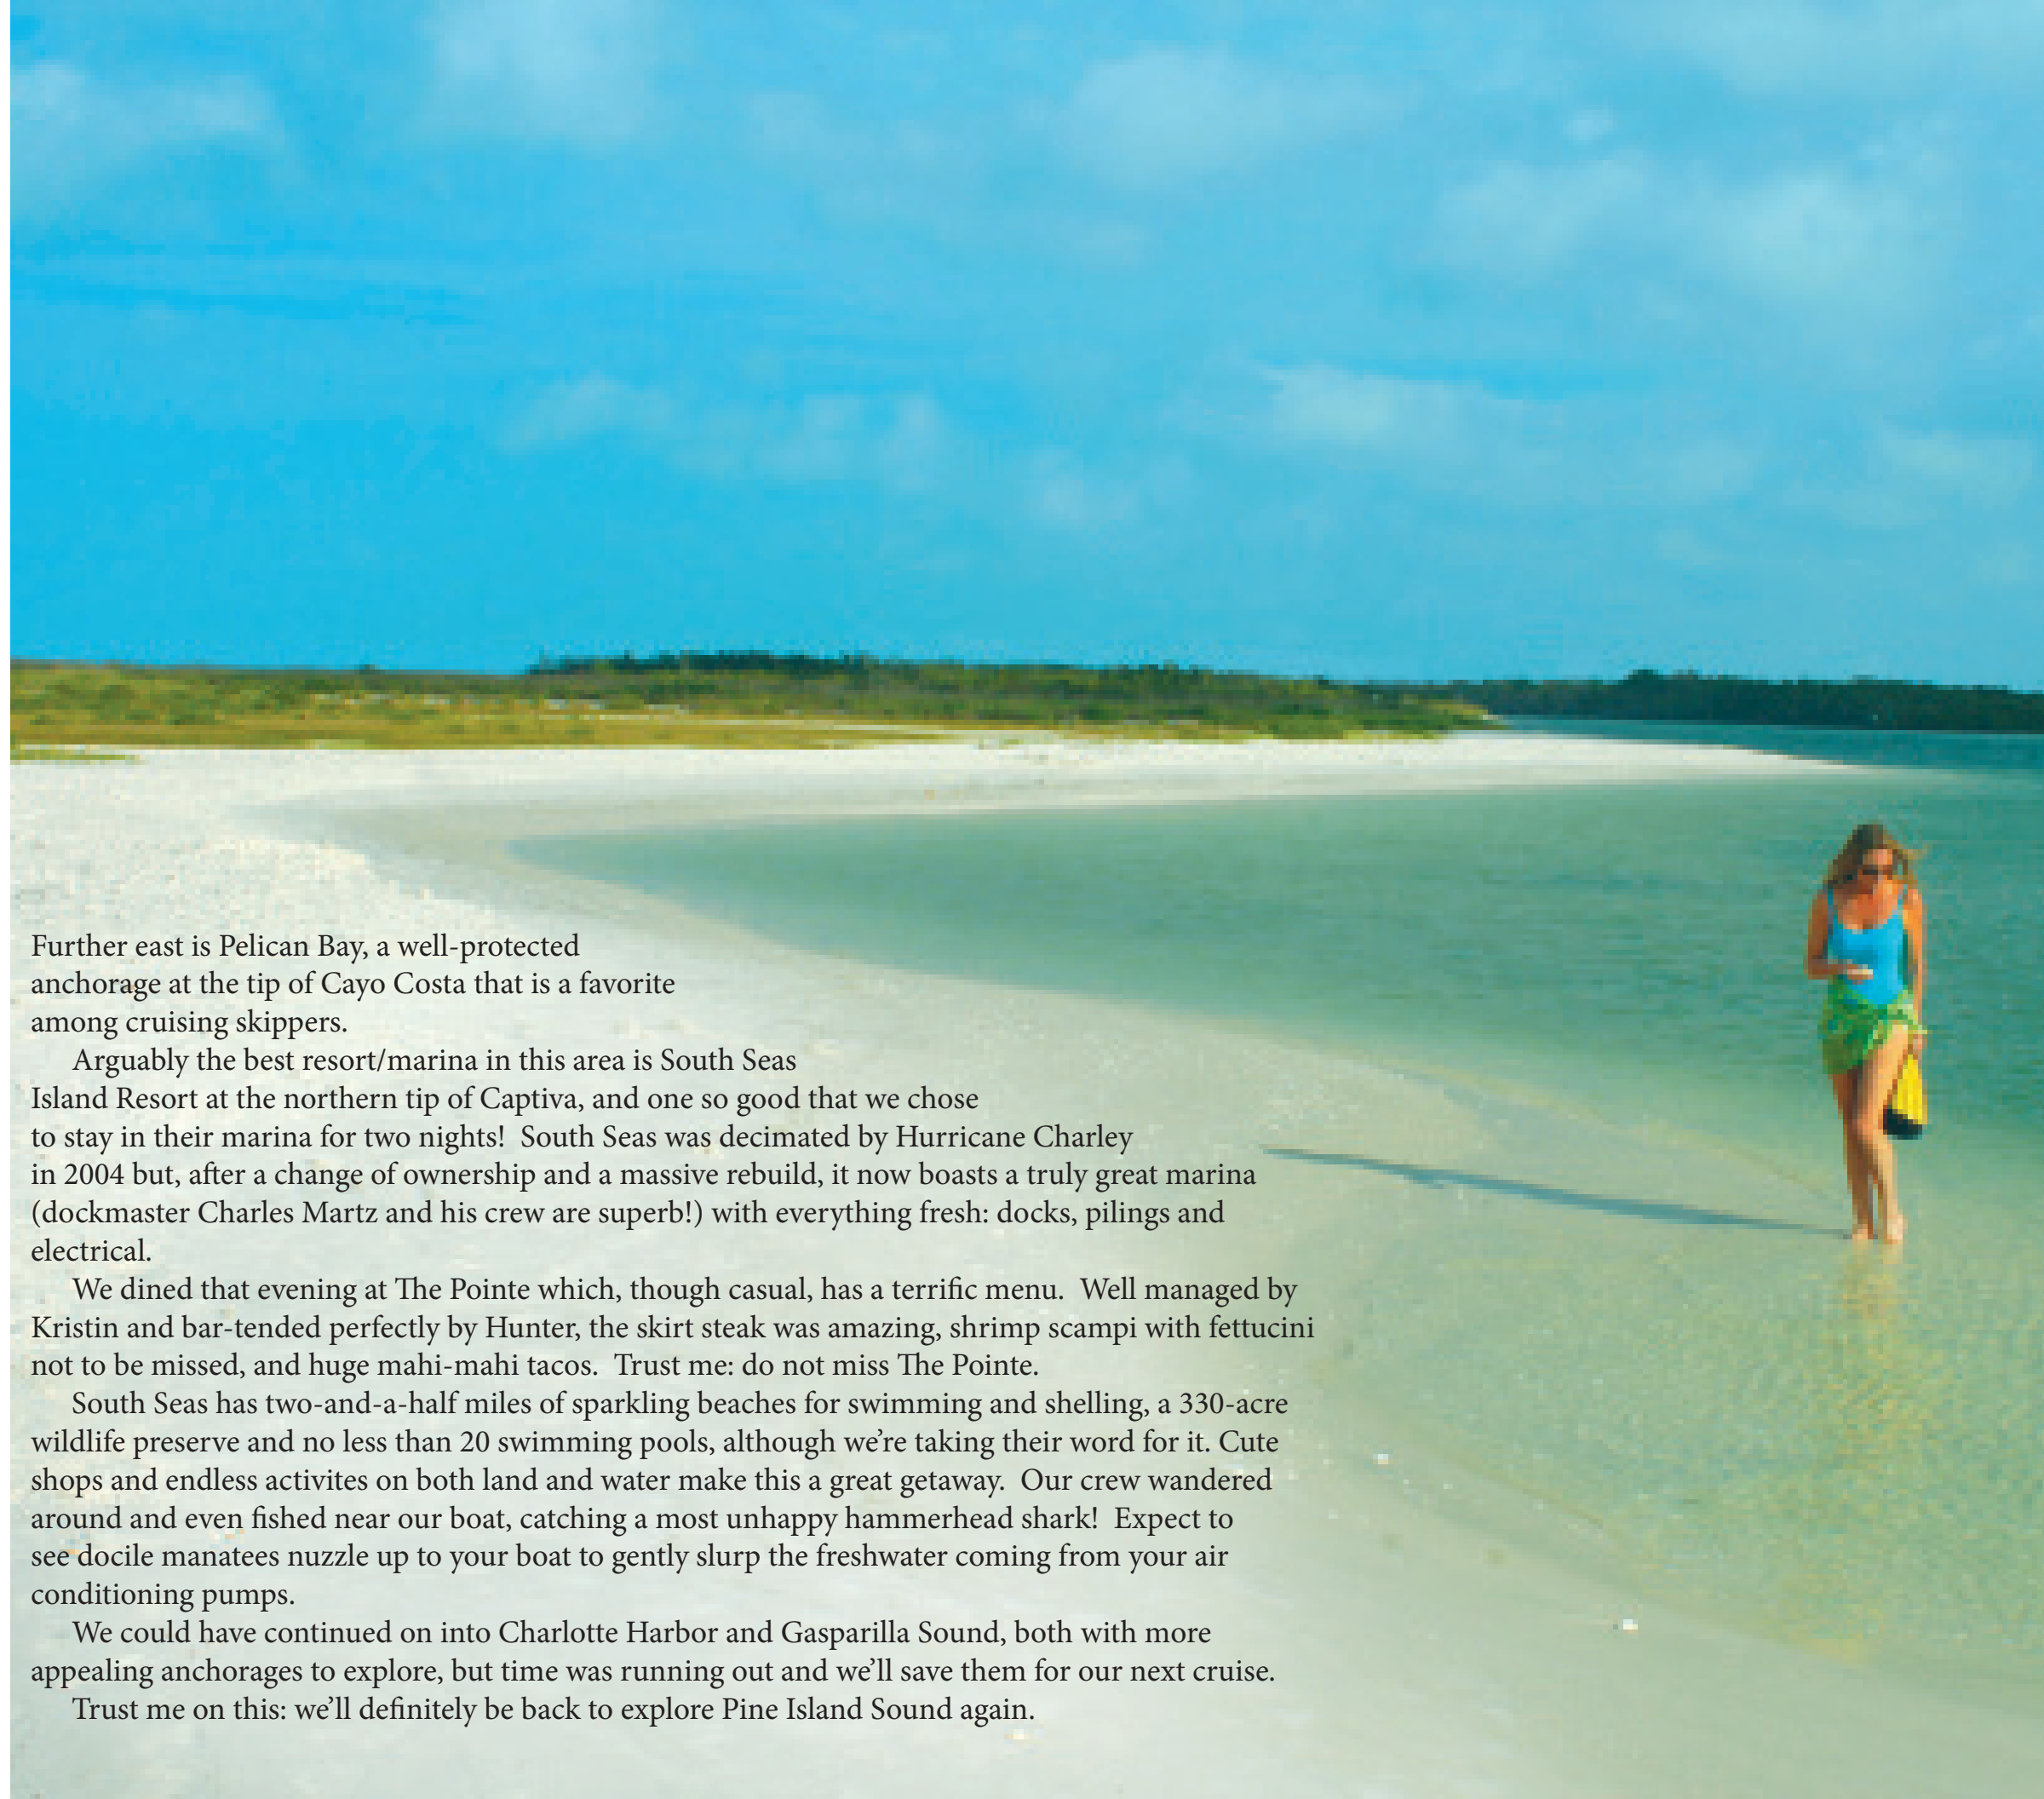 Further east is Pelican Bay, a well-protected
anchorage at the tip of Cayo Costa that is a favorite
among cruising skippers.
Arguably the best resort/marina in this area is South Seas
Island Resort at the northern tip of Captiva, and one so good that we chose
to stay in their marina for two nights!  South Seas was decimated by Hurricane Charley
in 2004 but, after a change of ownership and a massive rebuild, it now boasts a truly great marina
(dockmaster Charles Martz and his crew are superb!) with everything fresh: docks, pilings and
electrical.
We dined that evening at The Pointe which, though casual, has a terrific menu.  Well managed by
Kristin and bar-tended perfectly by Hunter, the skirt steak was amazing, shrimp scampi with fettucini
not to be missed, and huge mahi-mahi tacos.  Trust me: do not miss The Pointe.
South Seas has two-and-a-half miles of sparkling beaches for swimming and shelling, a 330-acre
wildlife preserve and no less than 20 swimming pools, although we’re taking their word for it. Cute
shops and endless activites on both land and water make this a great getaway.  Our crew wandered
around and even fished near our boat, catching a most unhappy hammerhead shark!  Expect to
see docile manatees nuzzle up to your boat to gently slurp the freshwater coming from your air
conditioning pumps.
We could have continued on into Charlotte Harbor and Gasparilla Sound, both with more
appealing anchorages to explore, but time was running out and we’ll save them for our next cruise.
Trust me on this: we’ll definitely be back to explore Pine Island Sound again.